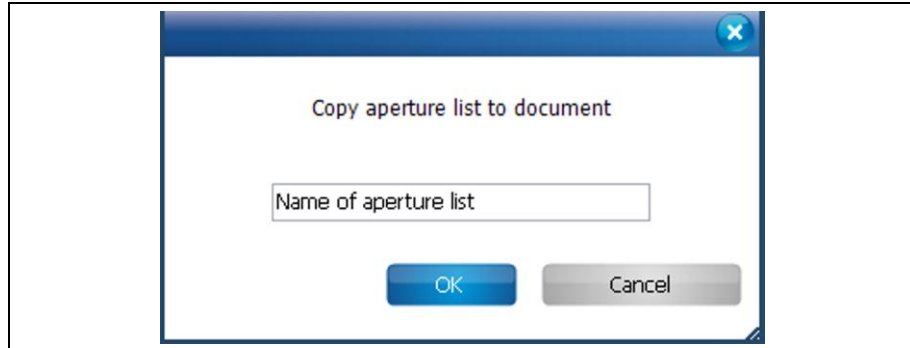 Copy aperture list to document
Name of aperture list
OK Cancel